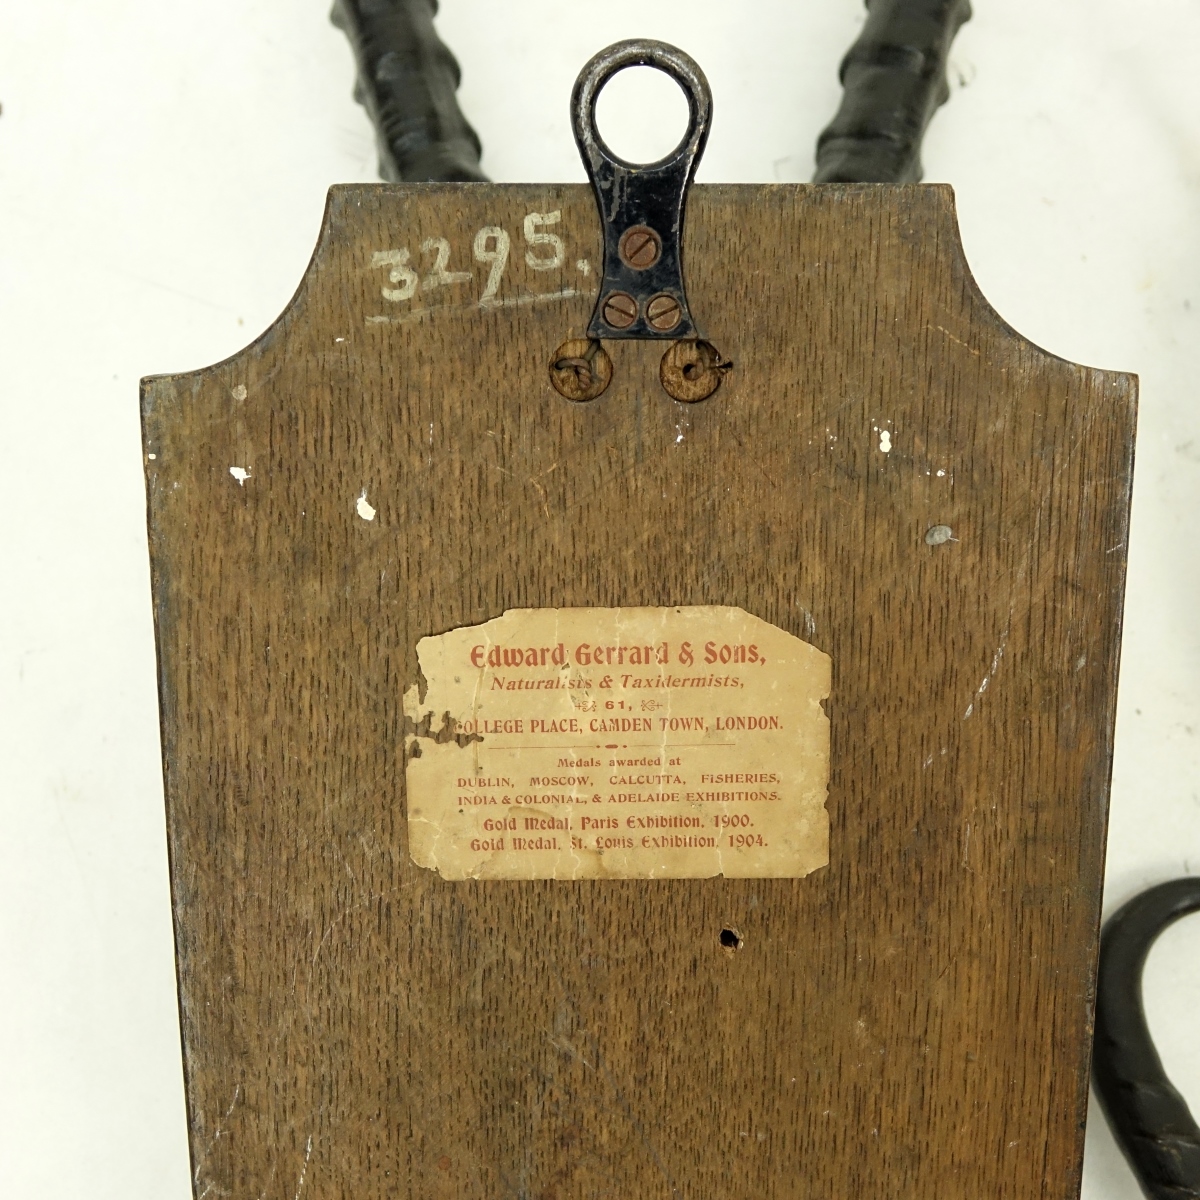 3295.
Edward Gerrard & Sons,
Naturalists & Taxidermists,
61,
COLLEGE PLACE, CAMDEN TOWN, LONDON.
Medals awarded at
DUBLIN, MOSCOW, CALCUTTA, FISHERIES,
INDIA & COLONIAL, & ADELAIDE EXHIBITIONS.
Gold Medal, Paris Exhibition, 1900.
Gold Medal, St. Louis Exhibition, 1904.